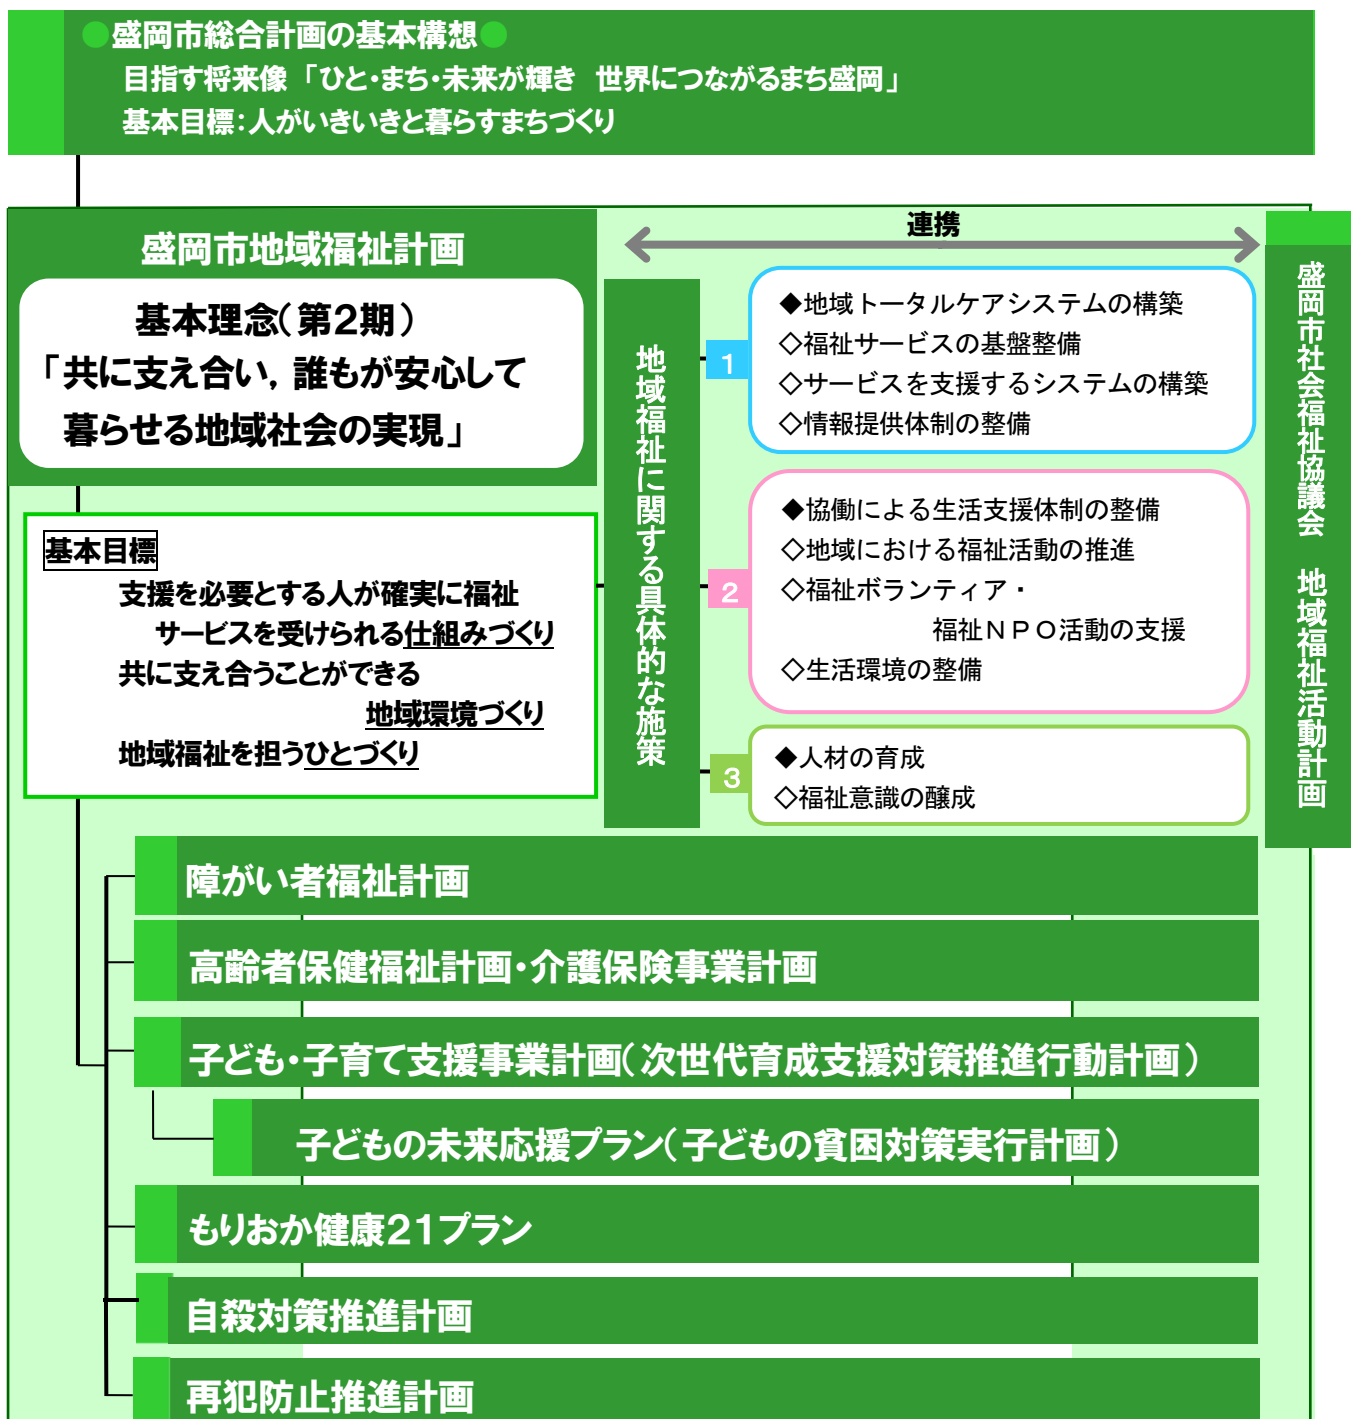 ●盛岡市総合計画の基本構想●
目指す将来像 「ひと・まち・未来が輝き　世界につながるまち盛岡」
基本目標：人がいきいきと暮らすまちづくり
連携
盛岡市地域福祉計画
基本理念（第2期）
「共に支え合い，誰もが安心して
暮らせる地域社会の実現」
基本目標
支援を必要とする人が確実に福祉
サービスを受けられる仕組みづくり
共に支え合うことができる
地域環境づくり
地域福祉を担うひとづくり
地域福祉に関する具体的な施策
1
◆地域トータルケアシステムの構築
◇福祉サービスの基盤整備
◇サービスを支援するシステムの構築
◇情報提供体制の整備
2
◆協働による生活支援体制の整備
◇地域における福祉活動の推進
◇福祉ボランティア・
福祉ＮＰＯ活動の支援
◇生活環境の整備
3
◆人材の育成
◇福祉意識の醸成
盛岡市社会福祉協議会　地域福祉活動計画
障がい者福祉計画
高齢者保健福祉計画・介護保険事業計画
子ども・子育て支援事業計画（次世代育成支援対策推進行動計画）
子どもの未来応援プラン（子どもの貧困対策実行計画）
もりおか健康21プラン
自殺対策推進計画
再犯防止推進計画